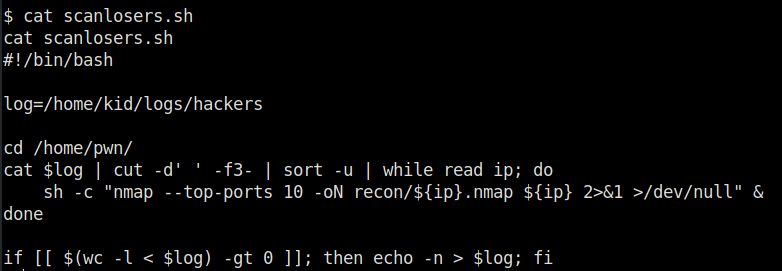 $ cat scanlosers.sh
cat scanlosers.sh
#!/bin/bash
log=/home/kid/logs/hackers
cd /home/pwn/
cat $log | cut -d' ' -f3- | sort -u | while read ip; do
    sh -c "nmap --top-ports 10 -oN recon/${ip}.nmap ${ip} 2>&1 >/dev/null" &
done
if [[ $(wc -l < $log) -gt 0 ]]; then echo -n > $log; fi